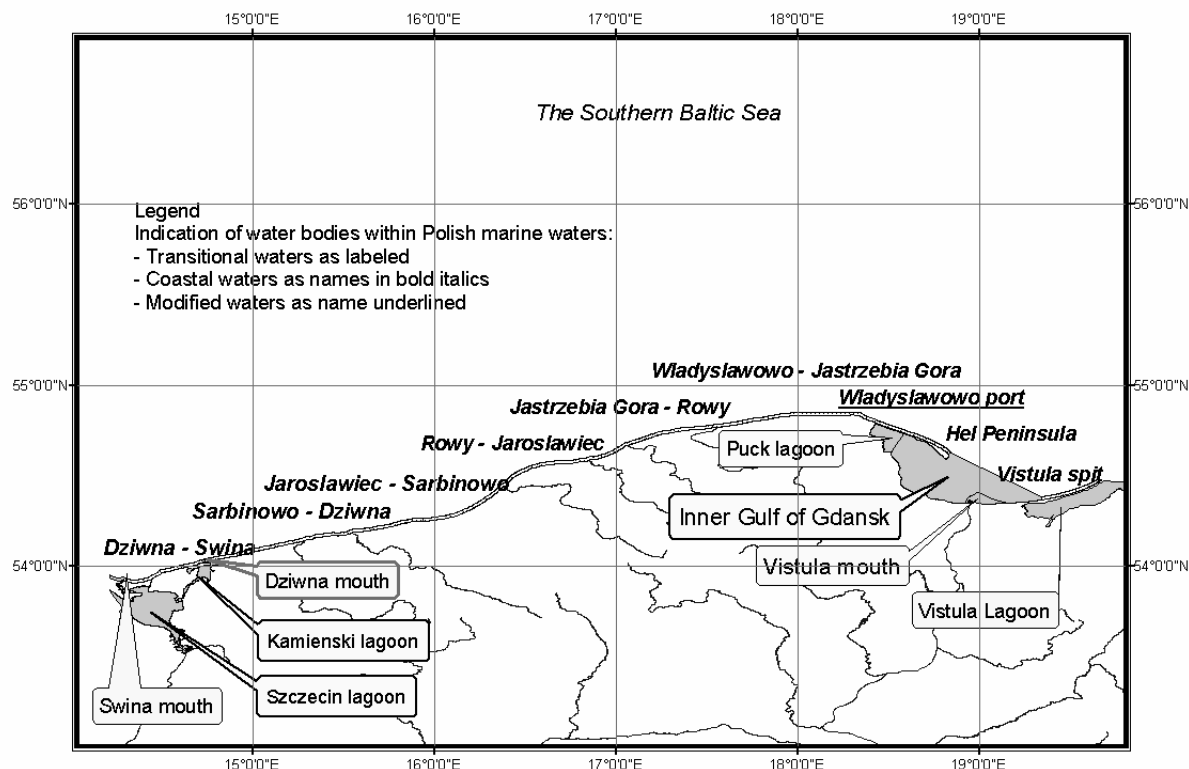 15°0'0"E 16°0'0"E 17°0'0"E 18°0'0"E 19°0'0"E
The Southern Baltic Sea
56°0'0"N 56°0'0"N
Legend
Indication of water bodies within Polish marine waters:
- Transitional waters as labeled
- Coastal waters as names in bold italics
- Modified waters as name underlined
Wladyslawowo - Jastrzebia Gora
55°0'0"N 55°0'0"N
Wladyslawowo port
Jastrzebia Gora - Rowy
Hel Peninsula
Rowy - Jaroslawiec
Puck lagoon
Vistula spit
Jaroslawiec - Sarbinowo
Sarbinowo - Dziwna
Inner Gulf of Gdansk
Dziwna - Swina
54°0'0"N 54°0'0"N
Vistula mouth
Dziwna mouth
Vistula Lagoon
Kamienski lagoon
Szczecin lagoon
Swina mouth
15°0'0"E 16°0'0"E 17°0'0"E 18°0'0"E 19°0'0"E